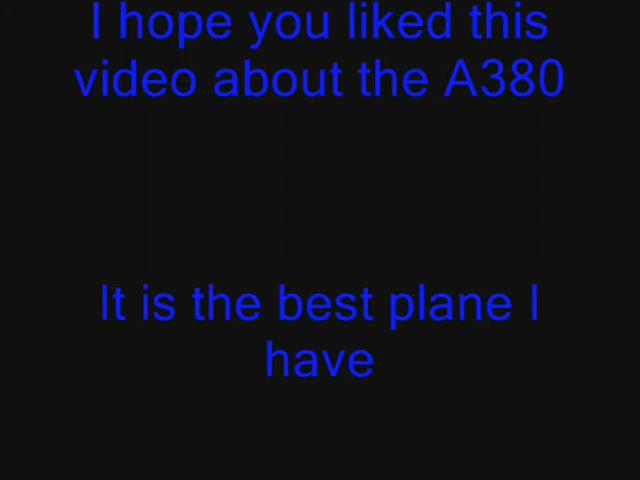 I hope you liked this
video about the A380
It is the best plane I
have